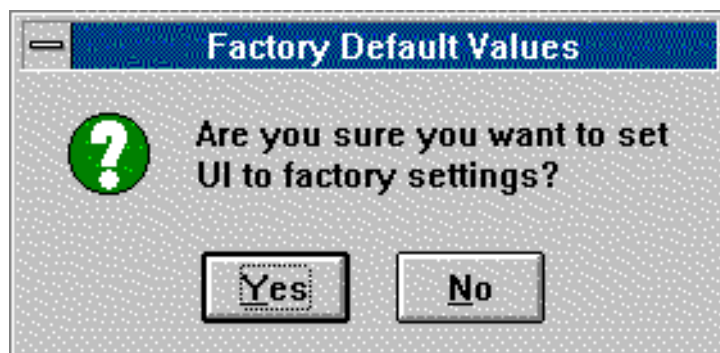 Factory Default Values
Are you sure you want to set
UI to factory settings?
Yes No